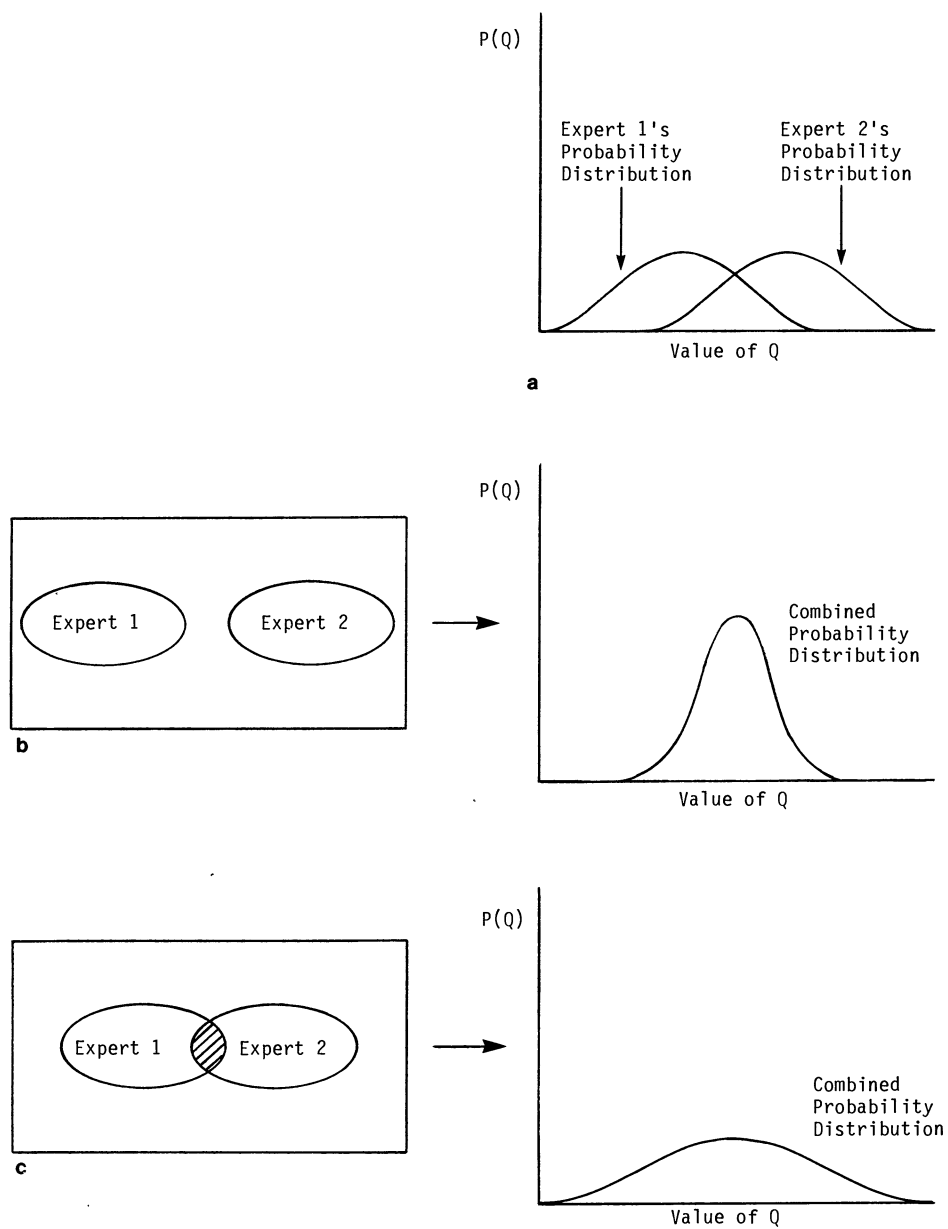 P(Q)
Expert 1's
Probability
Distribution
Expert 2's
Probability
Distribution
Value of Q
a
P(Q)
Expert 1
Expert 2
Combined
Probability
Distribution
b
Value of Q
P(Q)
Expert 1
Expert 2
Combined
Probability
Distribution
c
Value of Q